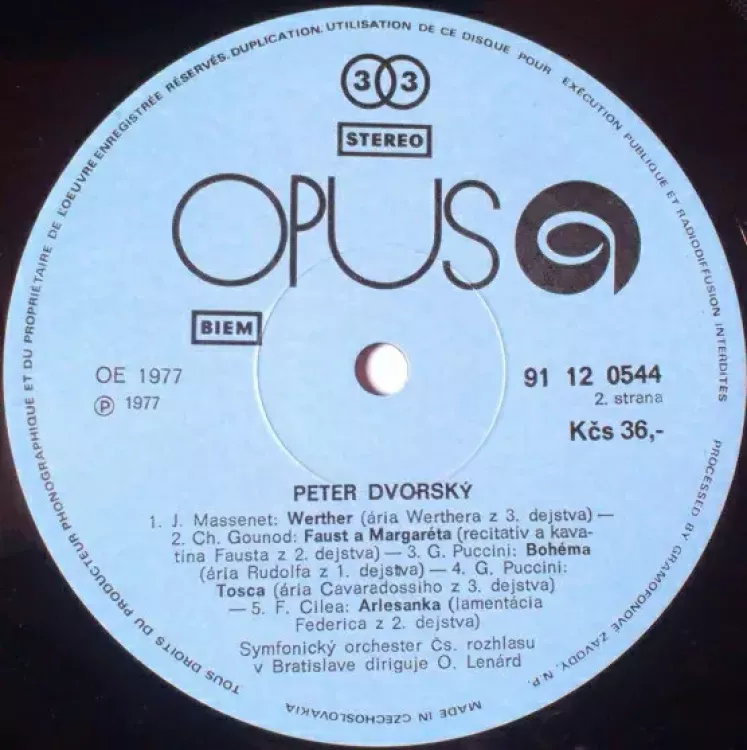 TOUS DROITS DU PRODUCTEUR PHONOGRAPHIQUE ET DU PROPRIÉTAIRE DE L'OEUVRE ENREGISTRÉE RÉSERVÉS. DUPLICATION. UTILISATION DE CE DISQUE POUR EXÉCUTION PUBLIQUE ET RADIODIFFUSION INTERDITES
33
STEREO
OPUS
BIEM
OE 1977
91 12 0544
Ⓟ 1977
2. strana
Kčs 36,-
PETER DVORSKÝ
1. J. Massenet: Werther (ária Werthera z 3. dejstva) —
2. Ch. Gounod: Faust a Margaréta (recitatív a kava-
tína Fausta z 2. dejstva) — 3. G. Puccini: Bohéma
(ária Rudolfa z 1. dejstva) — 4. G. Puccini:
Tosca (ária Cavaradossiho z 3. dejstva)
— 5. F. Cilea: Arlesanka (lamentácia
Federica z 2. dejstva)
Symfonický orchester Čs. rozhlasu
v Bratislave diriguje O. Lenárd
PROCESSED BY GRAMOFONOVÉ ZÁVODY, N.P.
MADE IN CZECHOSLOVAKIA